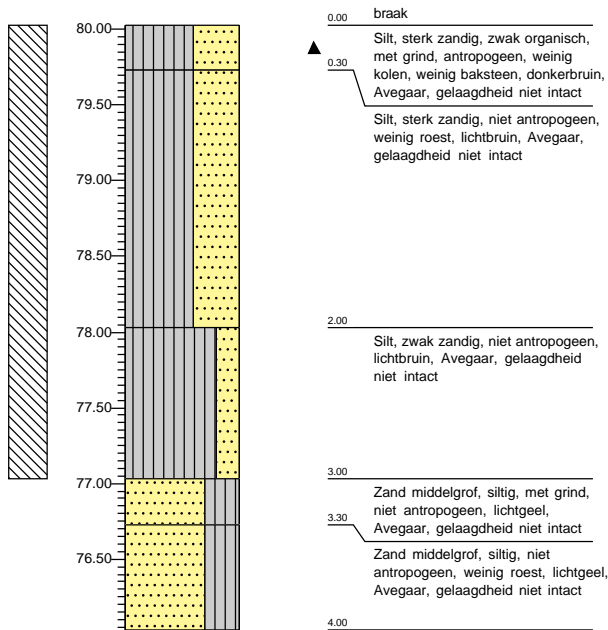 80.00
79.50
79.00
78.50
78.00
77.50
77.00
76.50
0.00
braak
Silt, sterk zandig, zwak organisch,
met grind, antropogeen, weinig
kolen, weinig baksteen, donkerbruin,
Avegaar, gelaagdheid niet intact
0.30
Silt, sterk zandig, niet antropogeen,
weinig roest, lichtbruin, Avegaar,
gelaagdheid niet intact
2.00
Silt, zwak zandig, niet antropogeen,
lichtbruin, Avegaar, gelaagdheid
niet intact
3.00
Zand middelgrof, siltig, met grind,
niet antropogeen, lichtgeel,
Avegaar, gelaagdheid niet intact
3.30
Zand middelgrof, siltig, niet
antropogeen, weinig roest, lichtgeel,
Avegaar, gelaagdheid niet intact
4.00